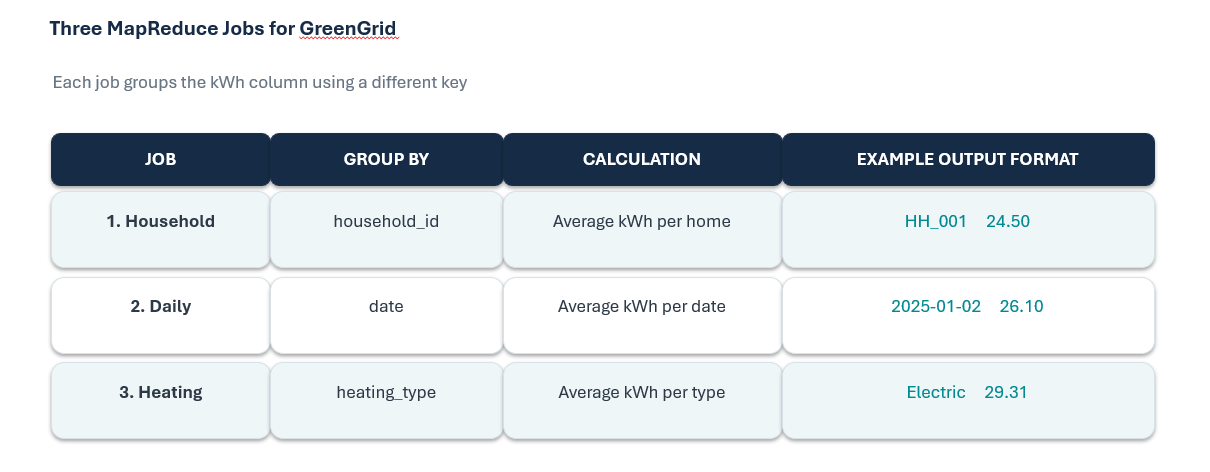 Three MapReduce Jobs for GreenGrid
Each job groups the kWh column using a different key
JOB GROUP BY CALCULATION EXAMPLE OUTPUT FORMAT
1. Household household_id Average kWh per home HH_001 24.50
2. Daily date Average kWh per date 2025-01-02 26.10
3. Heating heating_type Average kWh per type Electric 29.31